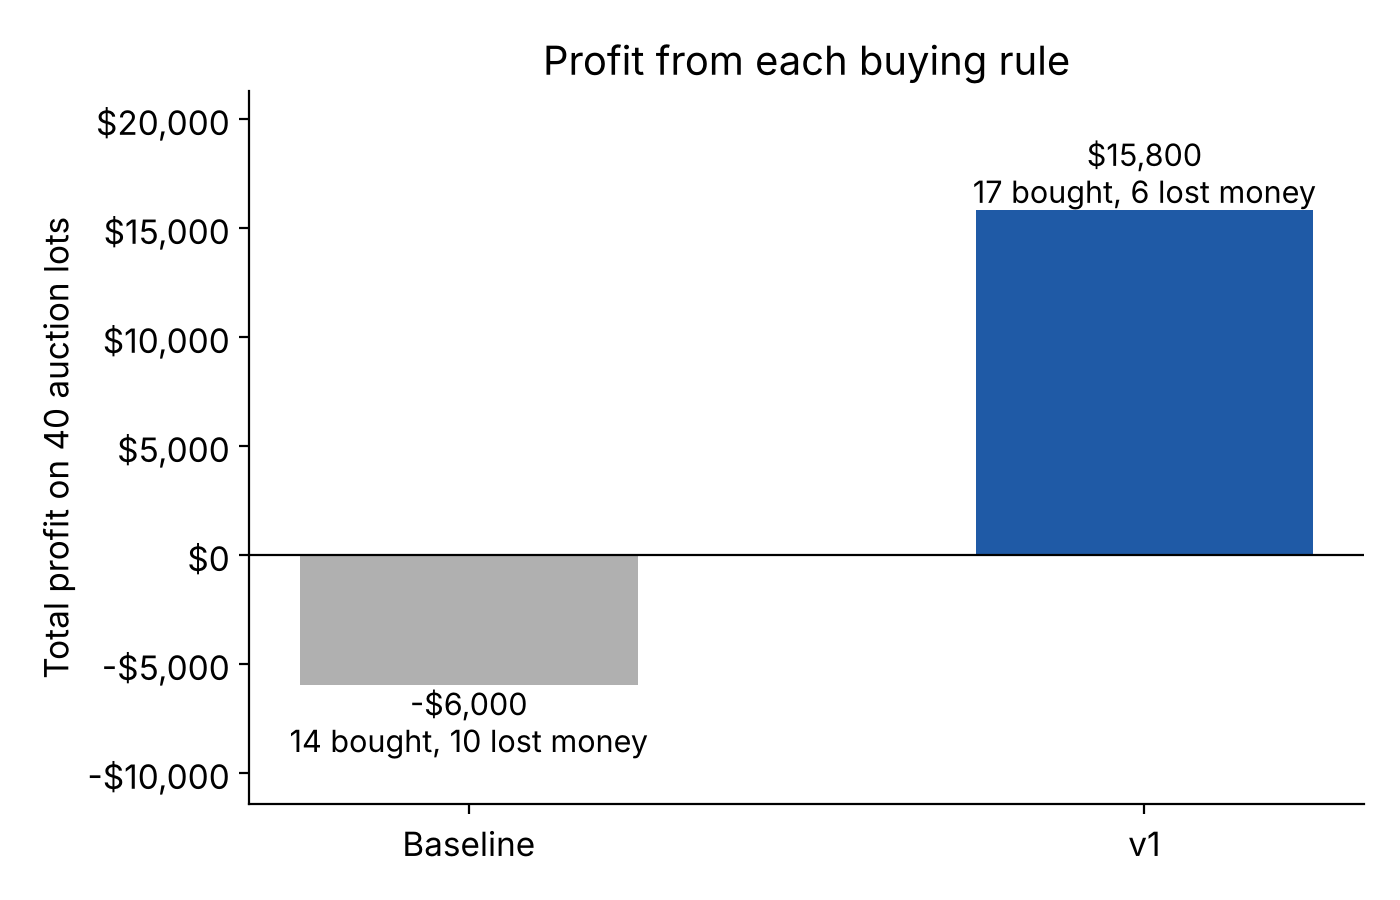 Profit from each buying rule
Total profit on 40 auction lots
$20,000
$15,000
$10,000
$5,000
$0
-$5,000
-$10,000
$15,800
17 bought, 6 lost money
-$6,000
14 bought, 10 lost money
Baseline
v1